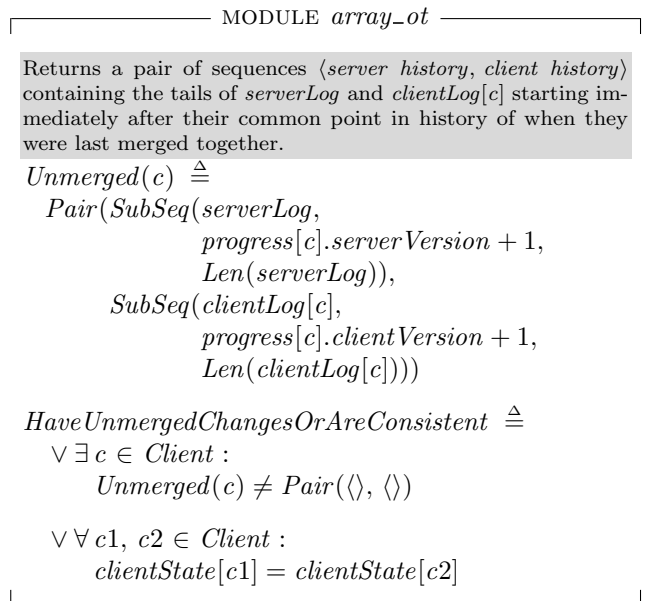 MODULE array_ot
Returns a pair of sequences ⟨server history, client history⟩
containing the tails of serverLog and clientLog[c] starting im-
mediately after their common point in history of when they
were last merged together.
Unmerged(c) ≜
Pair(SubSeq(serverLog,
progress[c].serverVersion + 1,
Len(serverLog)),
SubSeq(clientLog[c],
progress[c].clientVersion + 1,
Len(clientLog[c])))
HaveUnmergedChangesOrAreConsistent ≜
∨ ∃ c ∈ Client :
Unmerged(c) ≠ Pair(⟨⟩, ⟨⟩)
∨ ∀ c1, c2 ∈ Client :
clientState[c1] = clientState[c2]